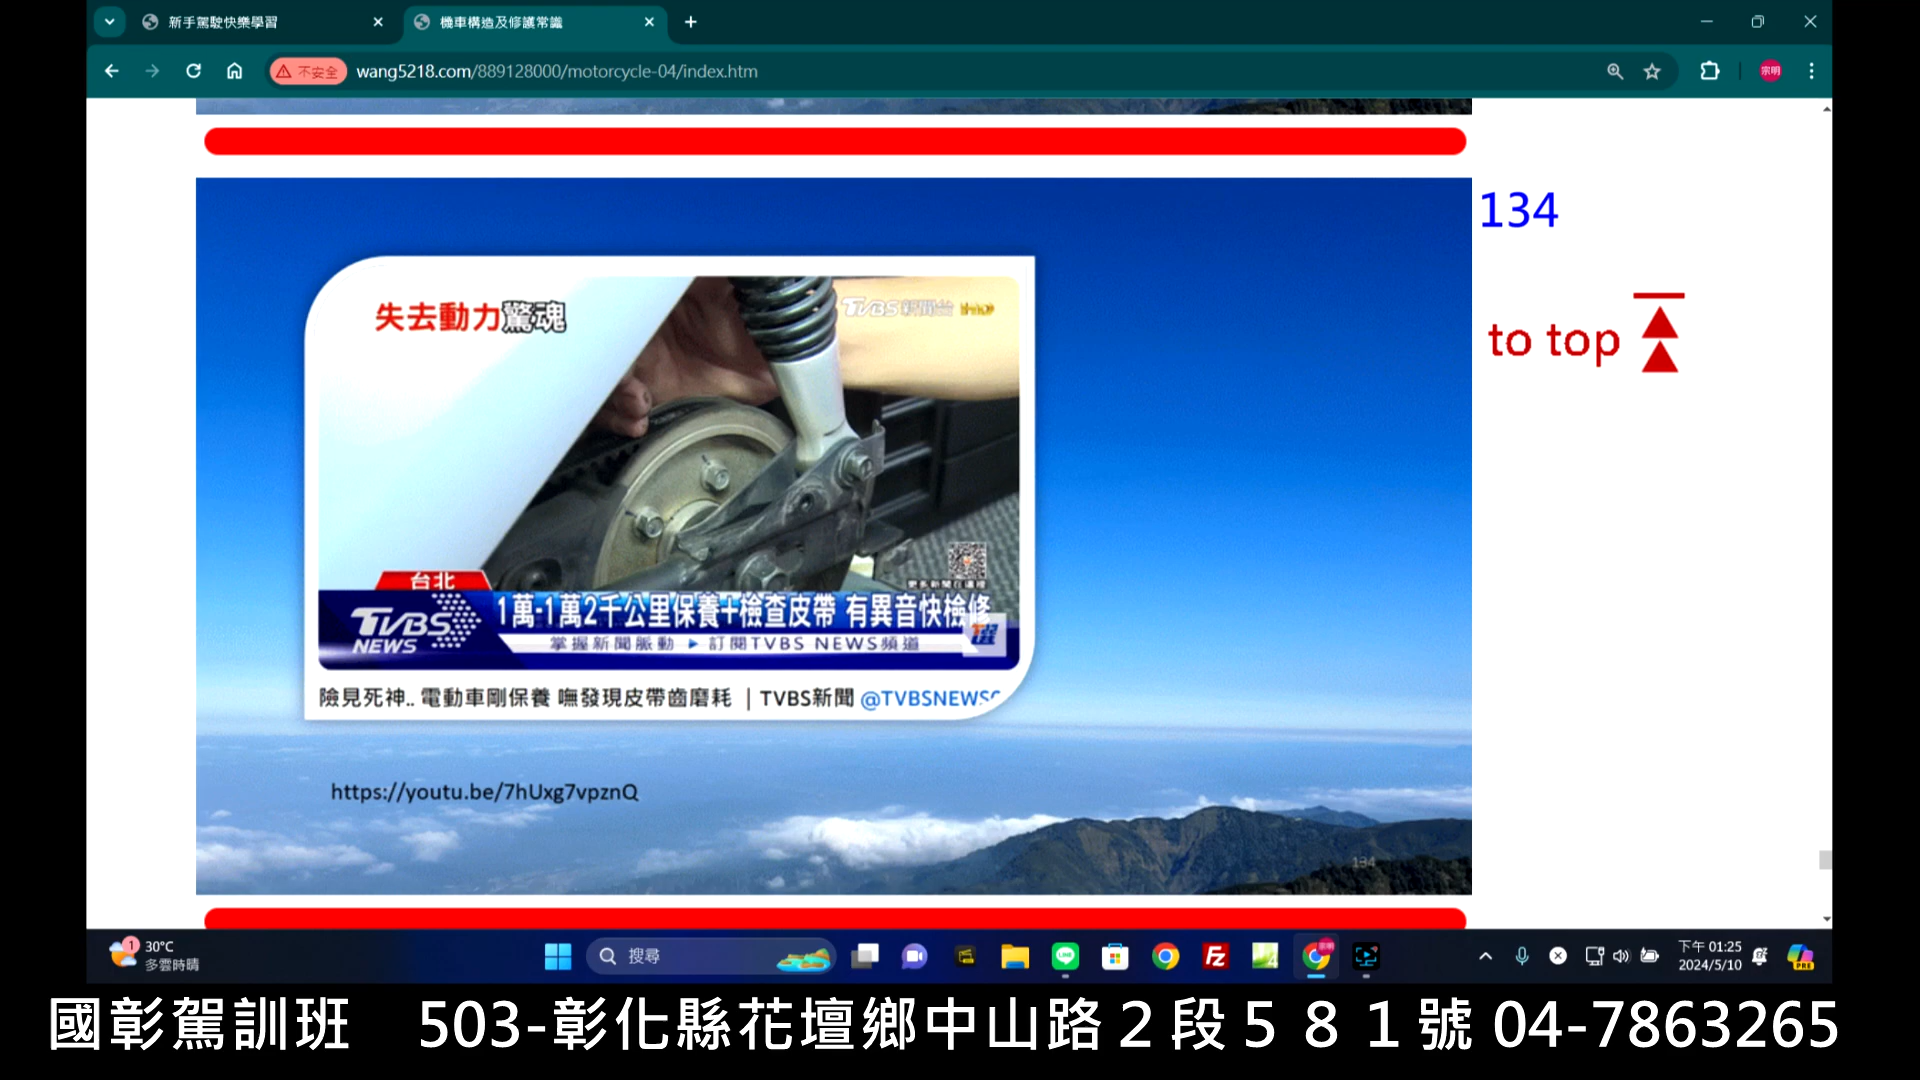 新手駕駛快樂學習
機車構造及修護常識
不安全
wang5218.com/889128000/motorcycle-04/index.htm
宗明
134
to top
失去動力驚魂
TVBS新聞台
台北
TVBS NEWS
1萬-1萬2千公里保養+檢查皮帶 有異音快檢修
掌握新聞脈動 ▶ 訂閱TVBS NEWS頻道
險見死神.. 電動車剛保養 嘸發現皮帶齒磨耗 │TVBS新聞 @TVBSNEWS
https://youtu.be/7hUxg7vpznQ
134
1
30°C
多雲時晴
搜尋
下午 01:25
2024/5/10
國彰駕訓班 503-彰化縣花壇鄉中山路２段５８１號 04-7863265